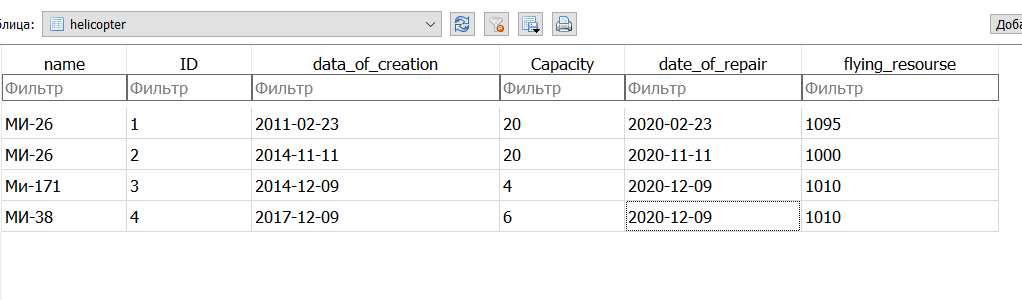 блица: helicopter Доба
name ID data_of_creation Capacity date_of_repair flying_resourse
Фильтр Фильтр Фильтр Фильтр Фильтр Фильтр
МИ-26 1 2011-02-23 20 2020-02-23 1095
МИ-26 2 2014-11-11 20 2020-11-11 1000
Ми-171 3 2014-12-09 4 2020-12-09 1010
МИ-38 4 2017-12-09 6 2020-12-09 1010